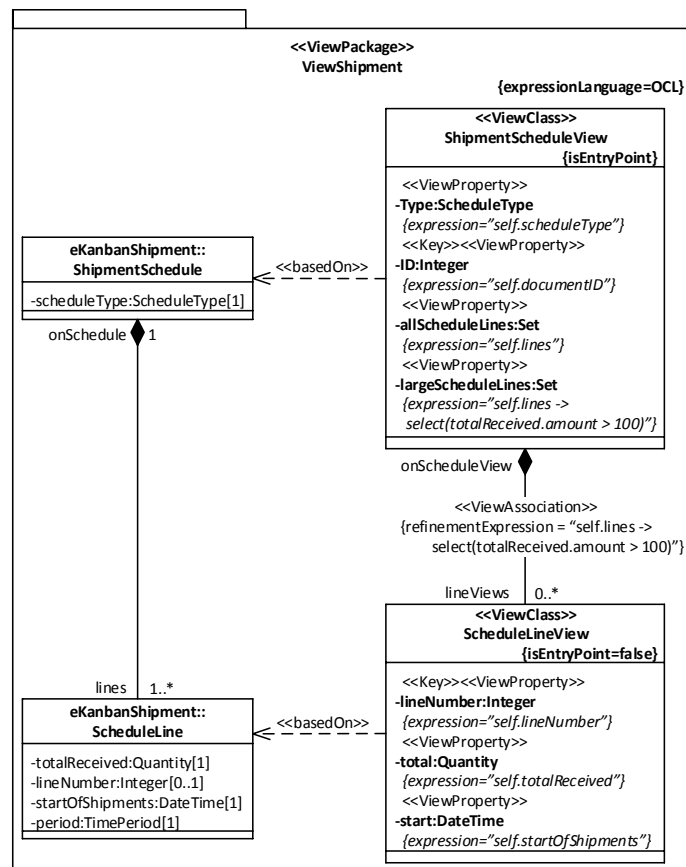 <<ViewPackage>>
ViewShipment
{expressionLanguage=OCL}
<<ViewClass>>
ShipmentScheduleView
{isEntryPoint}
<<ViewProperty>>
-Type:ScheduleType
{expression="self.scheduleType"}
<<Key>><<ViewProperty>>
-ID:Integer
{expression="self.documentID"}
<<ViewProperty>>
-allScheduleLines:Set
{expression="self.lines"}
<<ViewProperty>>
-largeScheduleLines:Set
{expression="self.lines ->
select(totalReceived.amount > 100)"}
eKanbanShipment::
ShipmentSchedule
-scheduleType:ScheduleType[1]
<<basedOn>>
onSchedule
1
onScheduleView
<<ViewAssociation>>
{refinementExpression = "self.lines ->
select(totalReceived.amount > 100)"}
lineViews
0..*
<<ViewClass>>
ScheduleLineView
{isEntryPoint=false}
<<Key>><<ViewProperty>>
-lineNumber:Integer
{expression="self.lineNumber"}
<<ViewProperty>>
-total:Quantity
{expression="self.totalReceived"}
<<ViewProperty>>
-start:DateTime
{expression="self.startOfShipments"}
lines
1..*
eKanbanShipment::
ScheduleLine
-totalReceived:Quantity[1]
-lineNumber:Integer[0..1]
-startOfShipments:DateTime[1]
-period:TimePeriod[1]
<<basedOn>>